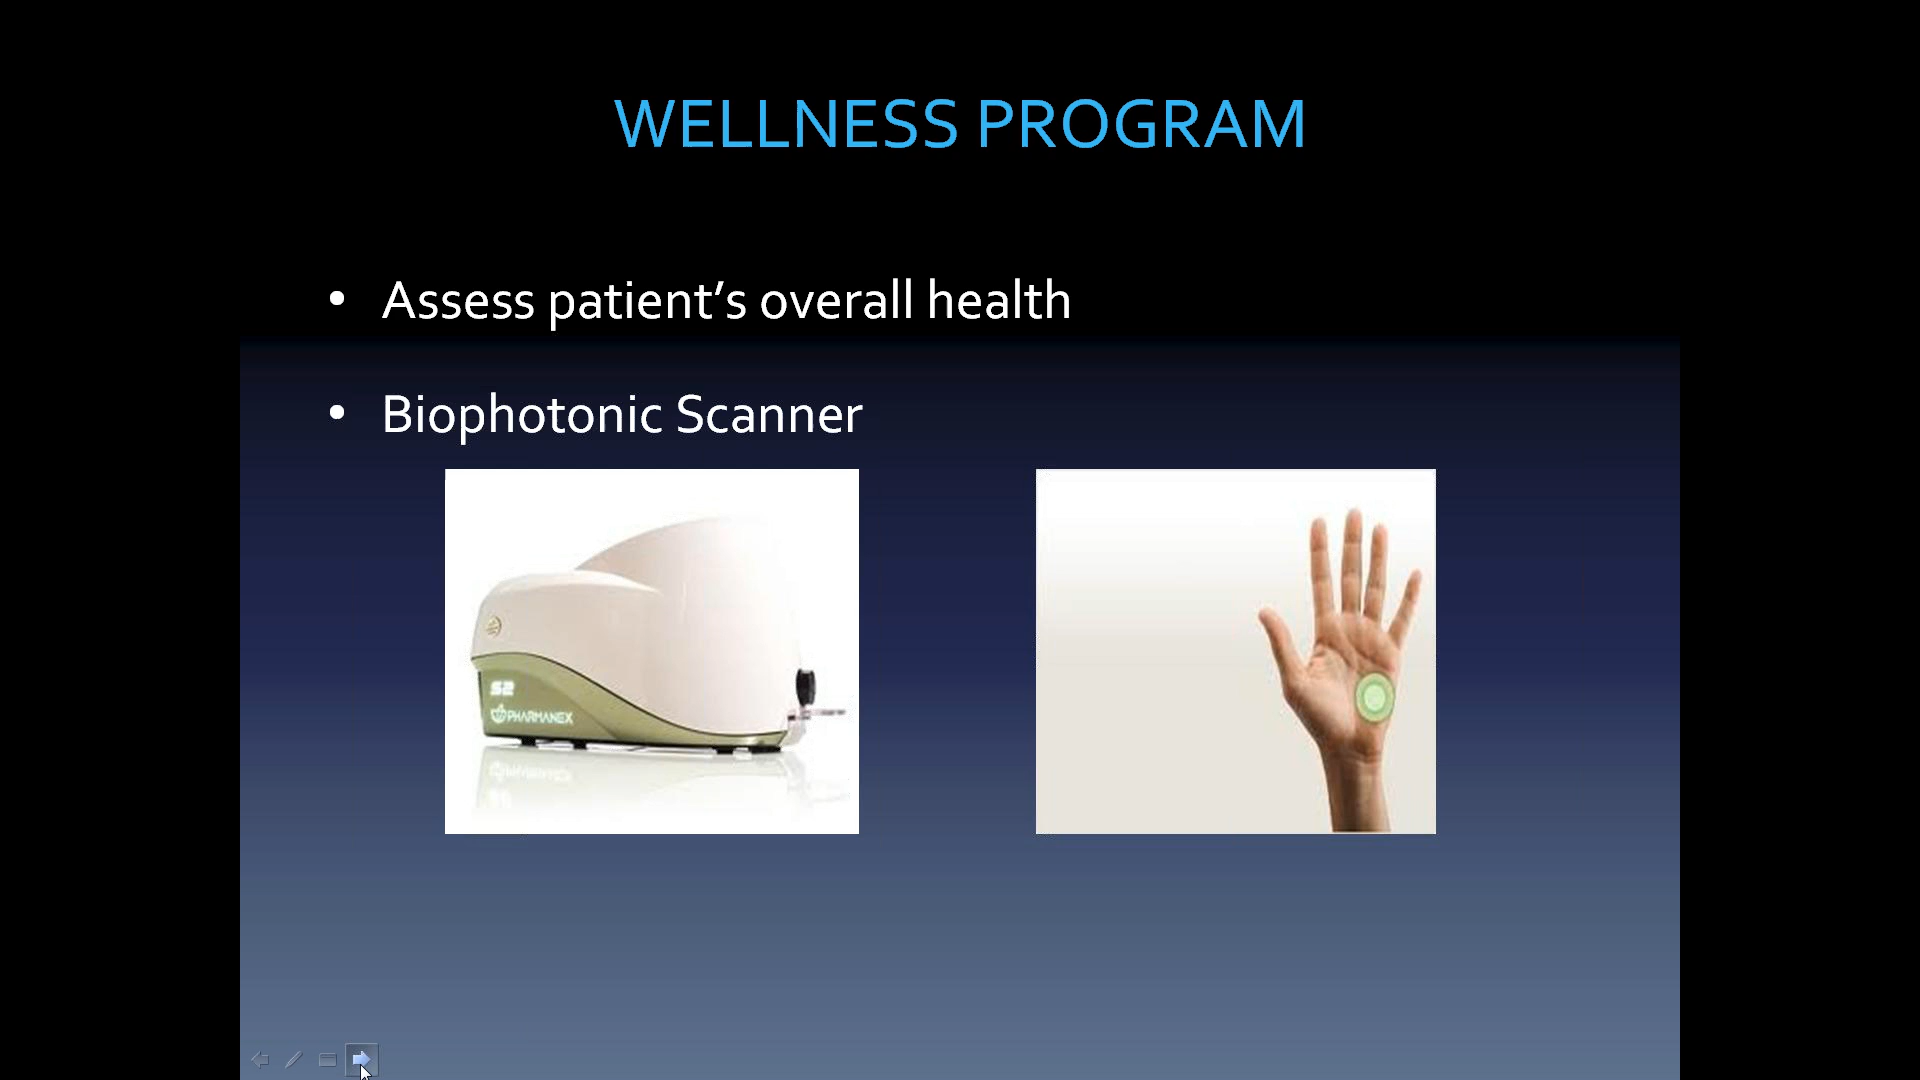 WELLNESS PROGRAM
• Assess patient’s overall health
• Biophotonic Scanner
S2
PHARMANEX